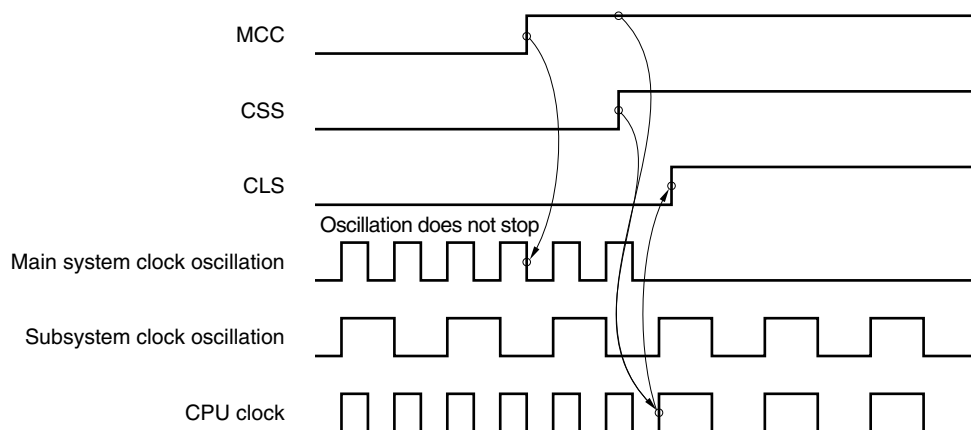 MCC
CSS
CLS
Oscillation does not stop
Main system clock oscillation
Subsystem clock oscillation
CPU clock